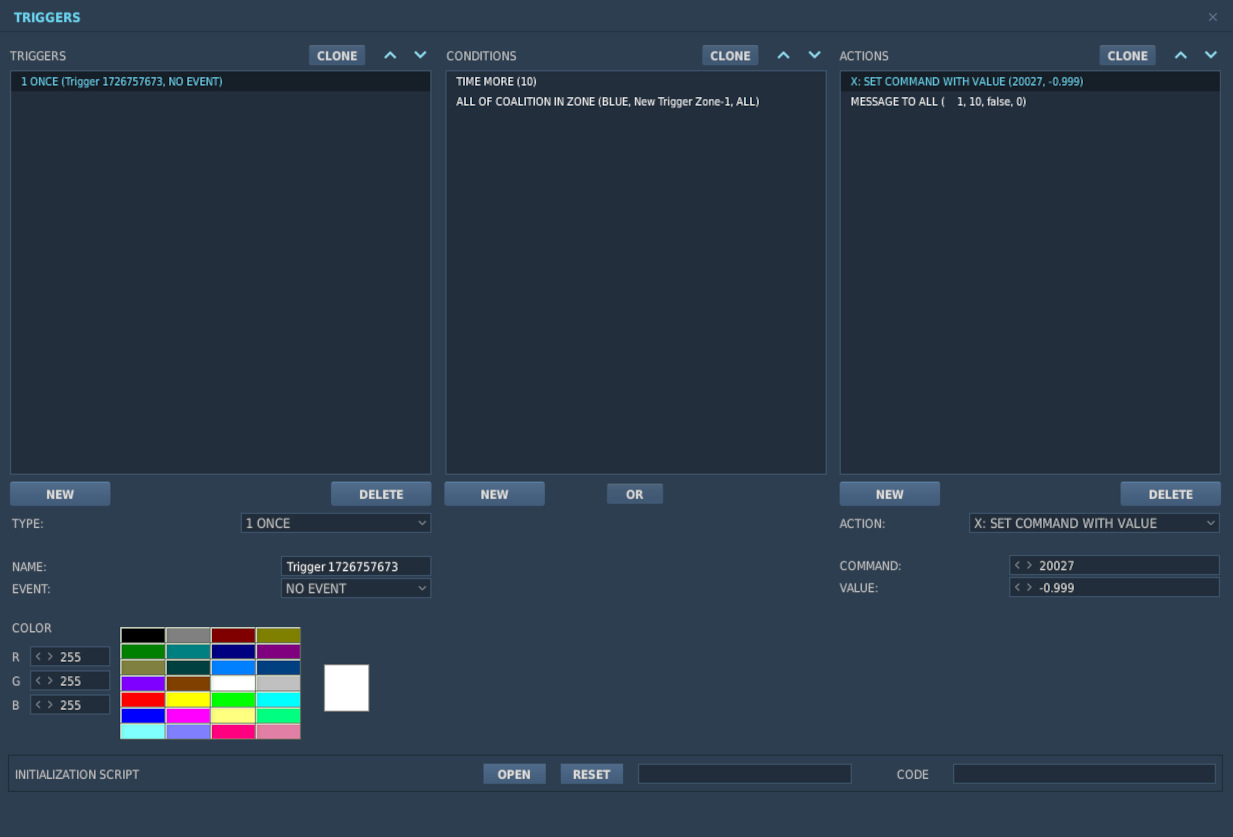 TRIGGERS
TRIGGERS CLONE CONDITIONS CLONE ACTIONS CLONE
1 ONCE (Trigger 1726757673, NO EVENT)
TIME MORE (10)
ALL OF COALITION IN ZONE (BLUE, New Trigger Zone-1, ALL)
X: SET COMMAND WITH VALUE (20027, -0.999)
MESSAGE TO ALL (    1, 10, false, 0)
NEW DELETE NEW OR NEW DELETE
TYPE: 1 ONCE
NAME: Trigger 1726757673
EVENT: NO EVENT
ACTION: X: SET COMMAND WITH VALUE
COMMAND: < > 20027
VALUE: < > -0.999
COLOR
R < > 255
G < > 255
B < > 255
INITIALIZATION SCRIPT OPEN RESET CODE